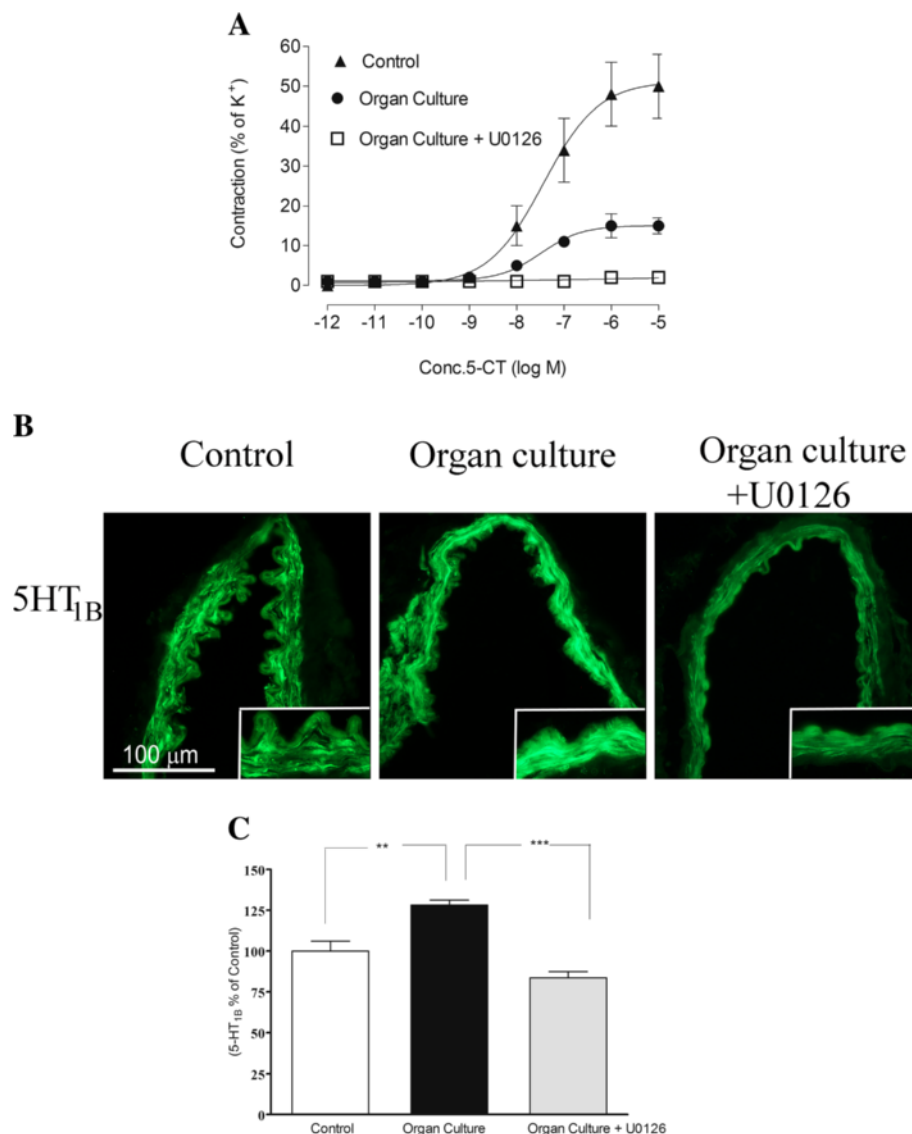 A
60
50
40
30
20
10
0
Contraction (% of K⁺)
Control
Organ Culture
Organ Culture + U0126
-12 -11 -10 -9 -8 -7 -6 -5
Conc.5-CT (log M)
B
Control Organ culture Organ culture
+U0126
5HT1B
100 μm
C
** ***
150
125
100
75
50
25
0
(5-HT1B % of Control)
Control Organ Culture Organ Culture + U0126